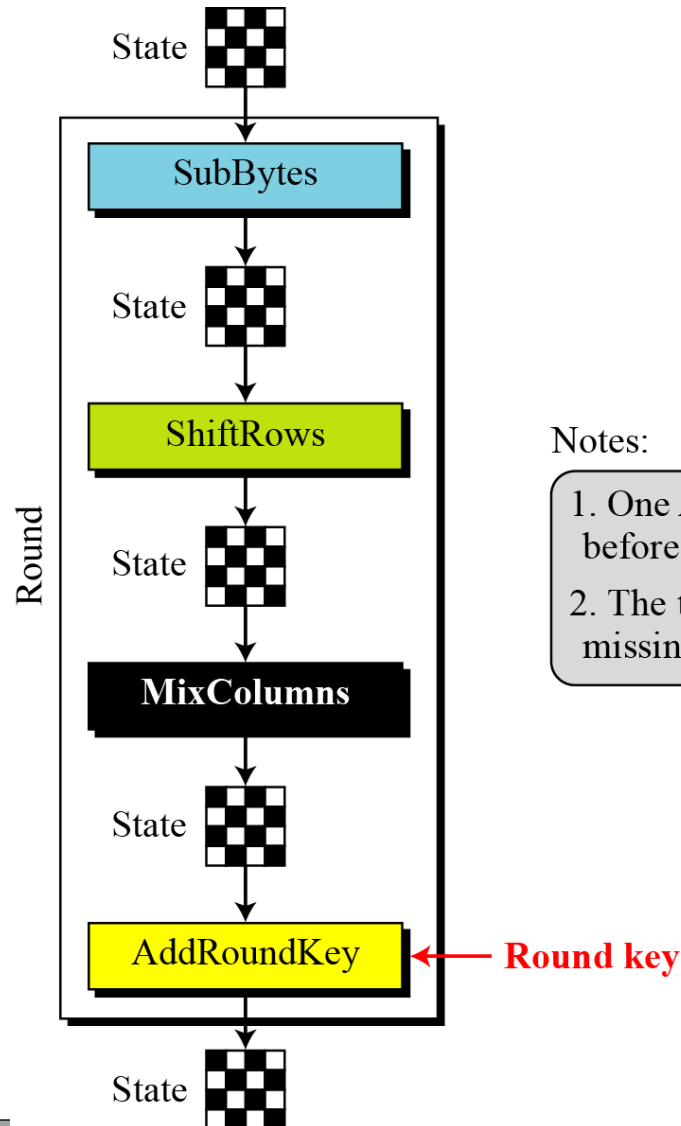 State
SubBytes
State
ShiftRows
Notes:
1. One
before
Round
State
2. The
missin
MixColumns
State
AddRoundKey
Round key
State